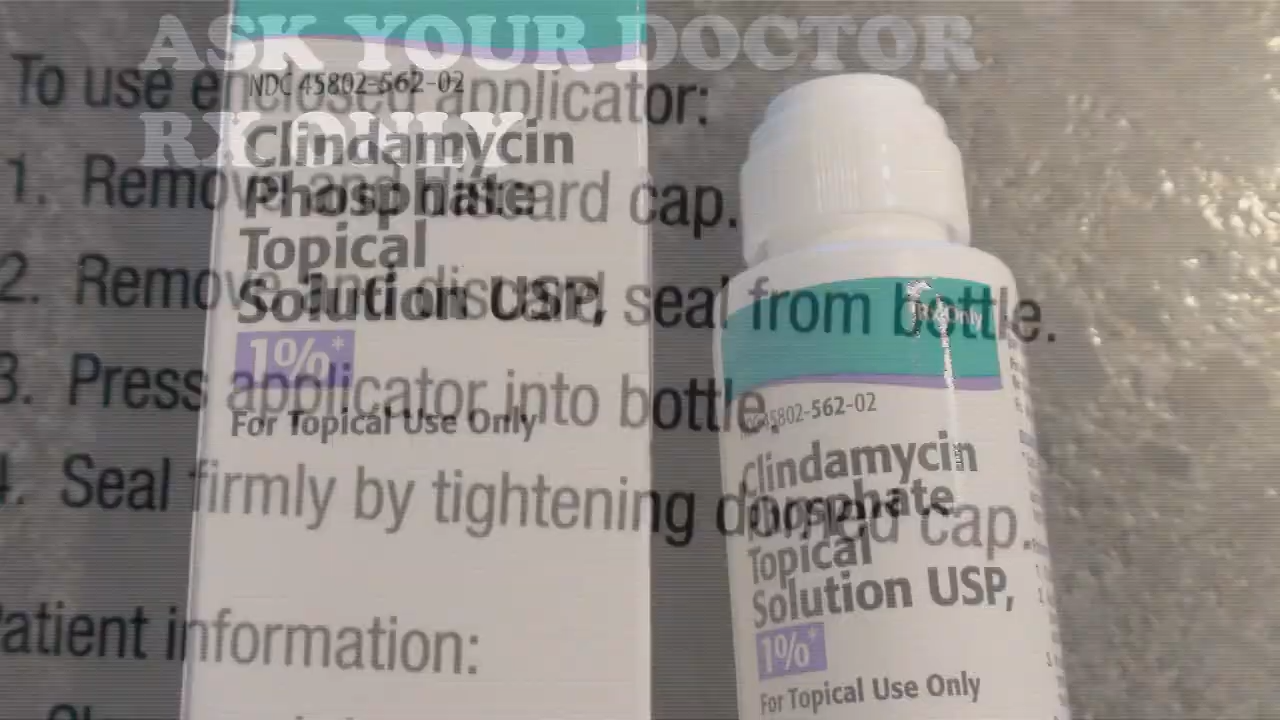 ASK YOUR DOCTOR
RX ONLY
To use enclosed applicator:
1. Remove and discard cap.
2. Remove and discard seal from bottle.
3. Press applicator into bottle.
4. Seal firmly by tightening domed cap.
Patient information:
NDC 45802-562-02
Clindamycin
Phosphate
Topical
Solution USP,
1%*
For Topical Use Only
Rx Only
NDC 45802-562-02
Clindamycin
Phosphate
Topical
Solution USP,
1%*
For Topical Use Only